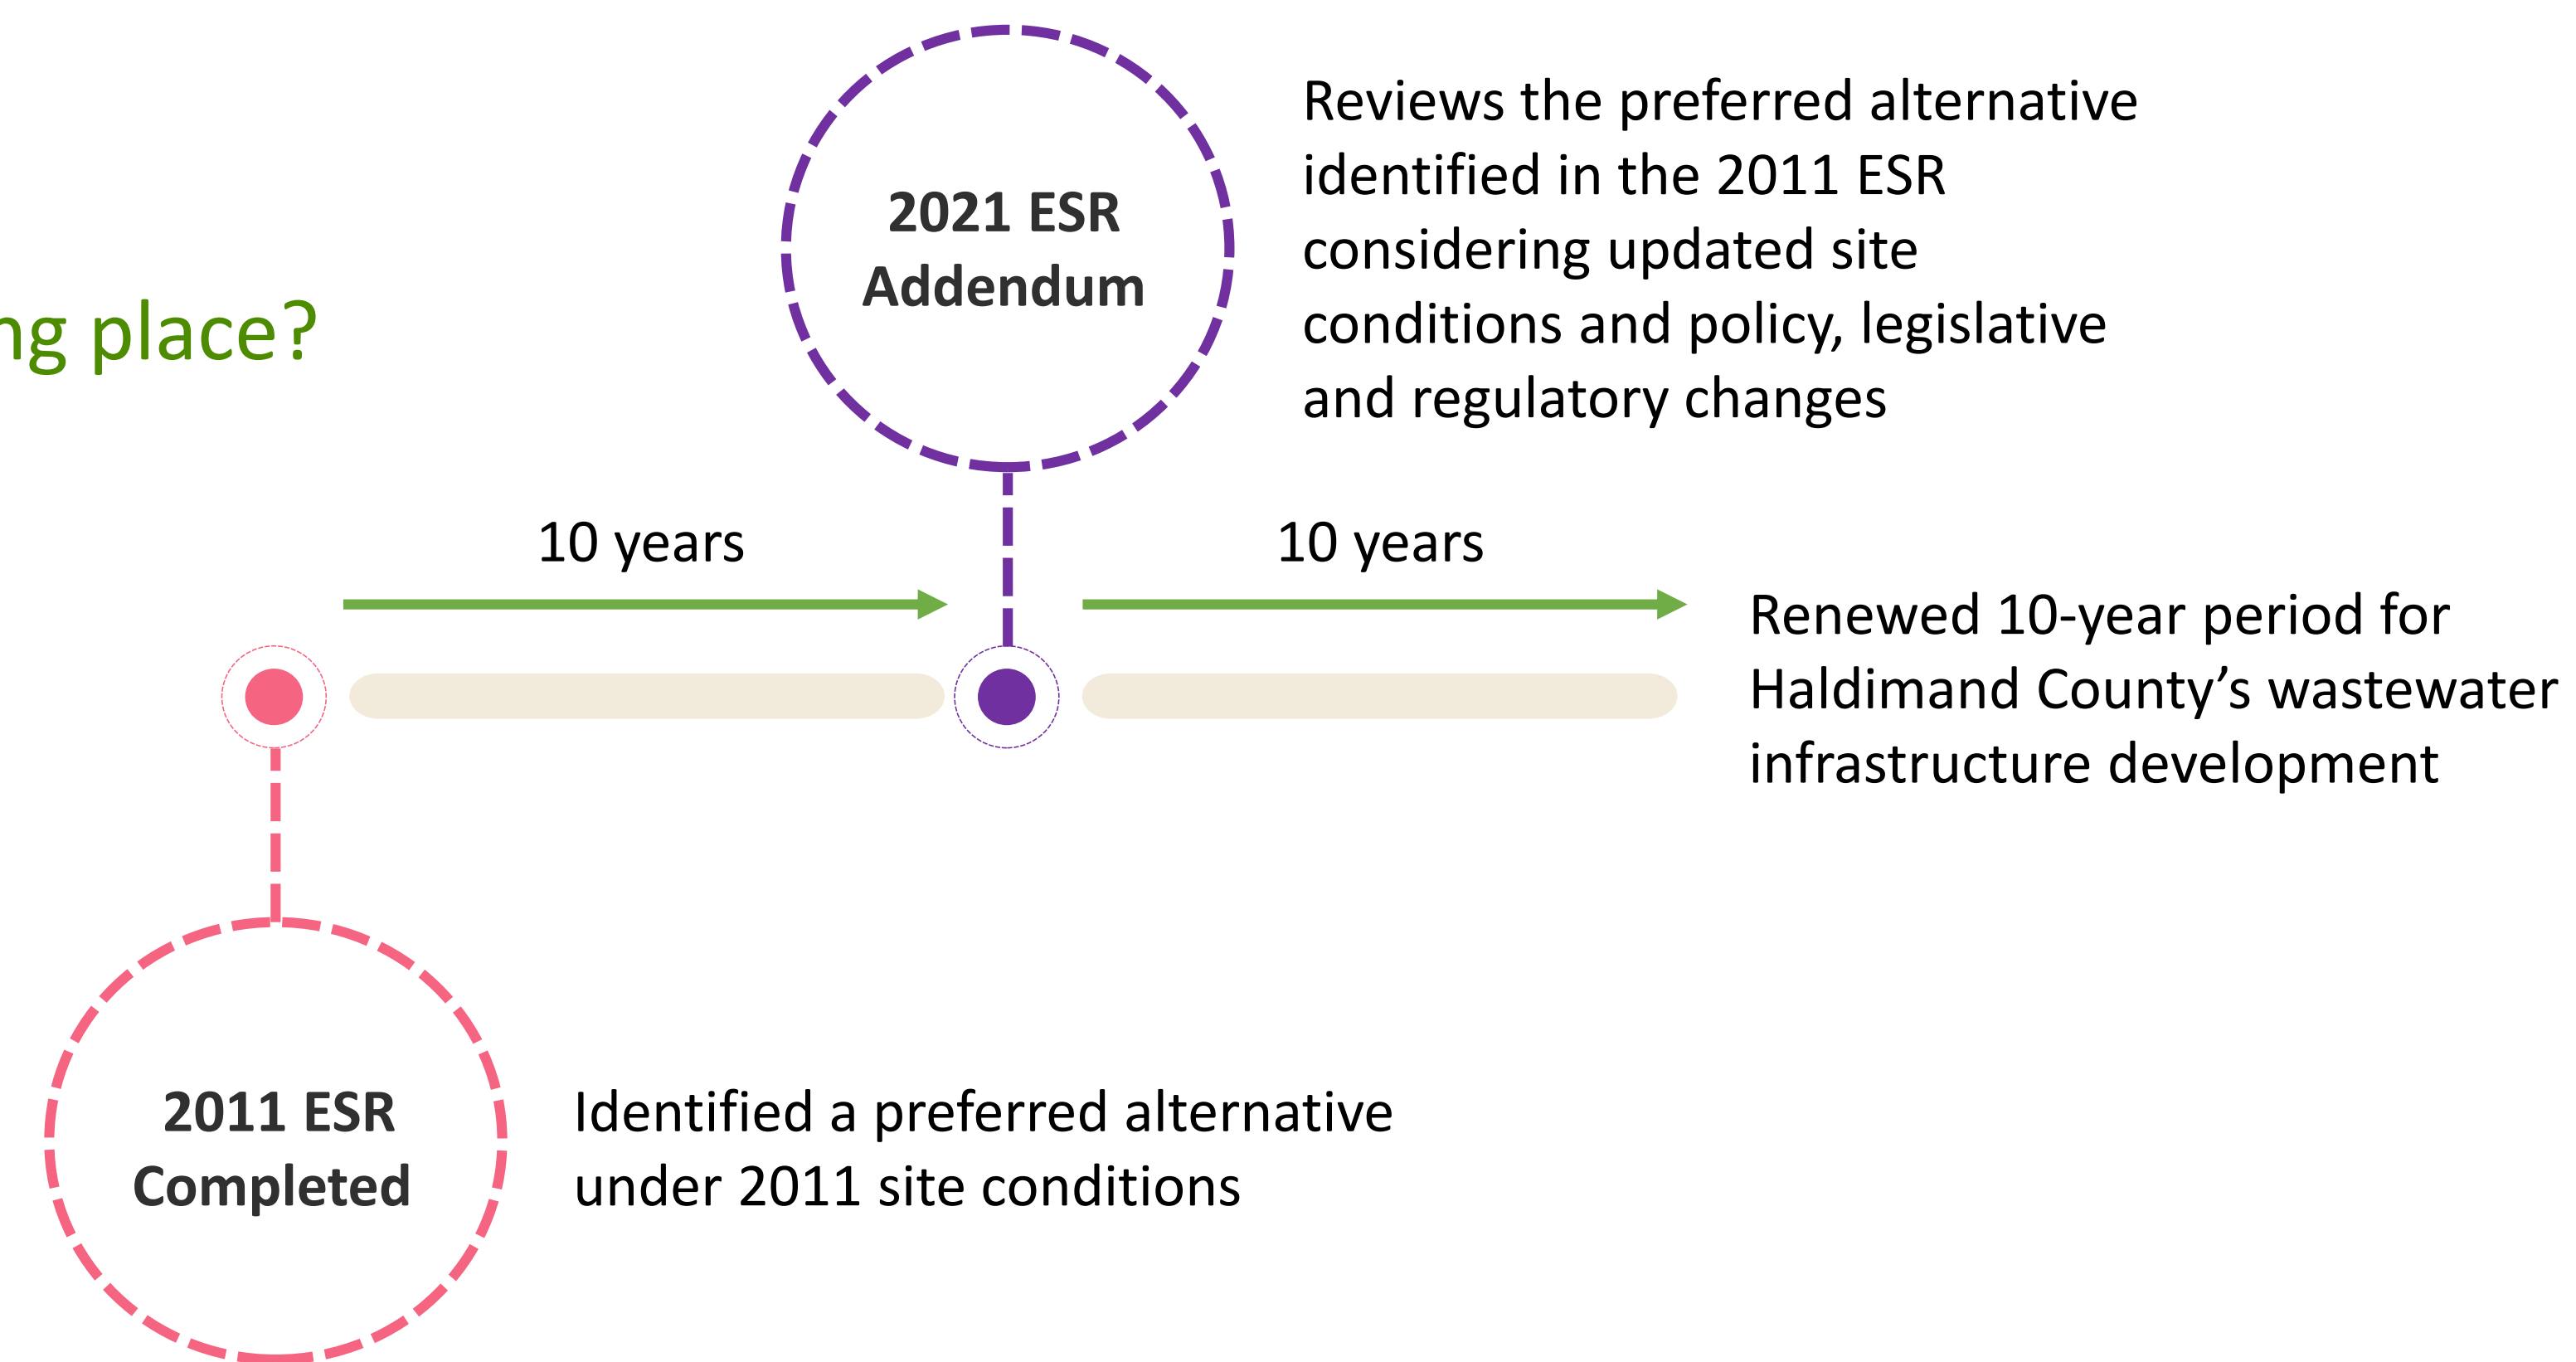 ng place?
2021 ESR
Addendum
Reviews the preferred alternative
identified in the 2011 ESR
considering updated site
conditions and policy, legislative
and regulatory changes
10 years
10 years
Renewed 10-year period for
Haldimand County’s wastewater
infrastructure development
2011 ESR
Completed
Identified a preferred alternative
under 2011 site conditions